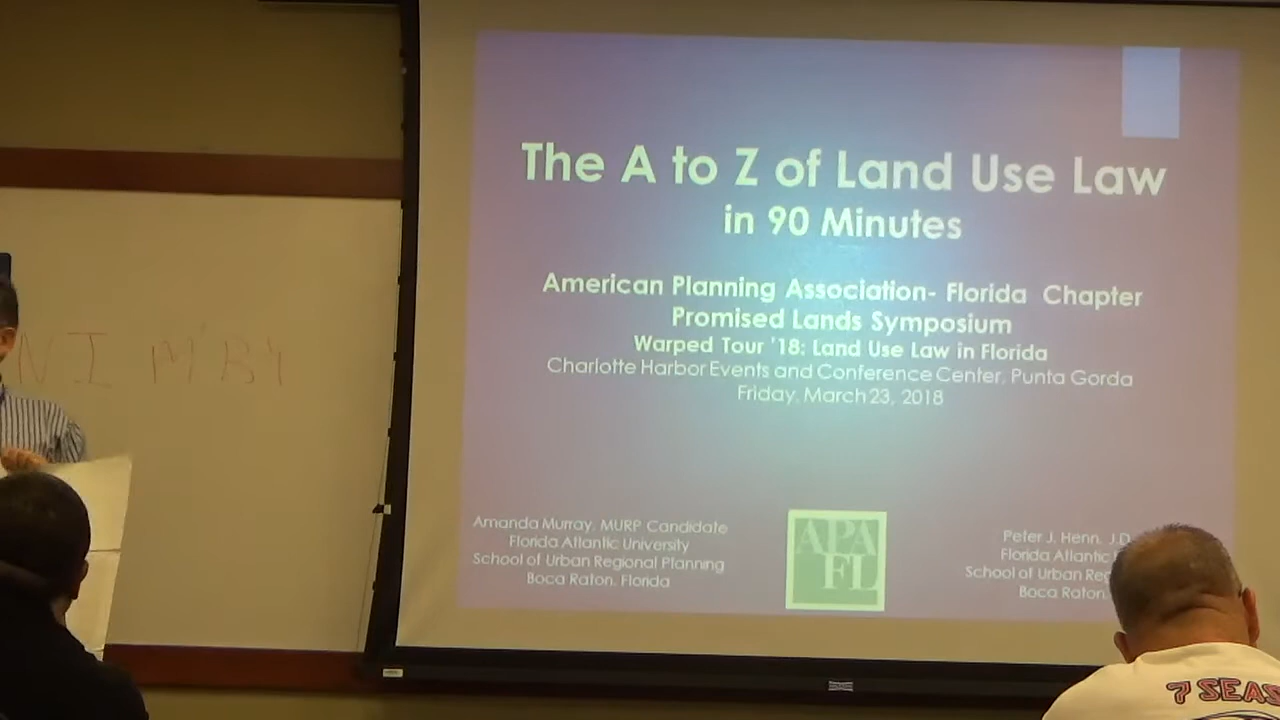 NIMBY
The A to Z of Land Use Law
in 90 Minutes
American Planning Association- Florida Chapter
Promised Lands Symposium
Warped Tour '18: Land Use Law in Florida
Charlotte Harbor Events and Conference Center, Punta Gorda
Friday, March 23, 2018
Amanda Murray, MURP Candidate
Florida Atlantic University
School of Urban Regional Planning
Boca Raton, Florida
APA
FL
Peter J. Henn, J.D.
Florida Atlantic
School of Urban Reg
Boca Raton,
7 SEAS